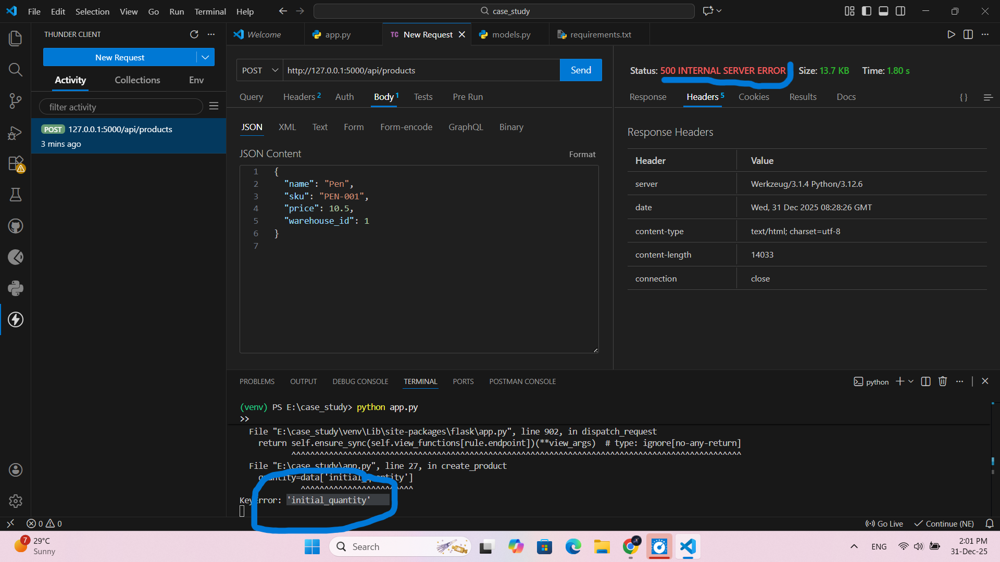 File Edit Selection View Go Run Terminal Help
case_study
THUNDER CLIENT
New Request
Activity Collections Env
filter activity
POST 127.0.0.1:5000/api/products
3 mins ago
Welcome
app.py
TC New Request
models.py
requirements.txt
POST
http://127.0.0.1:5000/api/products
Send
Query Headers 2 Auth Body 1 Tests Pre Run
JSON XML Text Form Form-encode GraphQL Binary
JSON Content
Format
1 {
2 "name": "Pen",
3 "sku": "PEN-001",
4 "price": 10.5,
5 "warehouse_id": 1
6 }
7
Status: 500 INTERNAL SERVER ERROR Size: 13.7 KB Time: 1.80 s
Response Headers 5 Cookies Results Docs
{ }
Response Headers
Header Value
server Werkzeug/3.1.4 Python/3.12.6
date Wed, 31 Dec 2025 08:28:26 GMT
content-type text/html; charset=utf-8
content-length 14033
connection close
PROBLEMS OUTPUT DEBUG CONSOLE TERMINAL PORTS POSTMAN CONSOLE
python
(venv) PS E:\case_study> python app.py
>>
File "E:\case_study\venv\Lib\site-packages\flask\app.py", line 902, in dispatch_request
return self.ensure_sync(self.view_functions[rule.endpoint])(**view_args)  # type: ignore[no-any-return]
^^^^^^^^^^^^^^^^^^^^^^^^^^^^^^^^^^^^^^^^^^^^^^^^^^^^^^^^^^^^^^^^^^^^^^^^^^^^^^^^^^^^^^^^^^^^^^^^
File "E:\case_study\app.py", line 27, in create_product
quantity=data['initial_quantity']
^^^^^^^^^^^^^^^^^^^^^^^^
KeyError: 'initial_quantity'
0 0
Go Live
Continue (NE)
7
29°C
Sunny
Search
ENG
2:01 PM
31-Dec-25